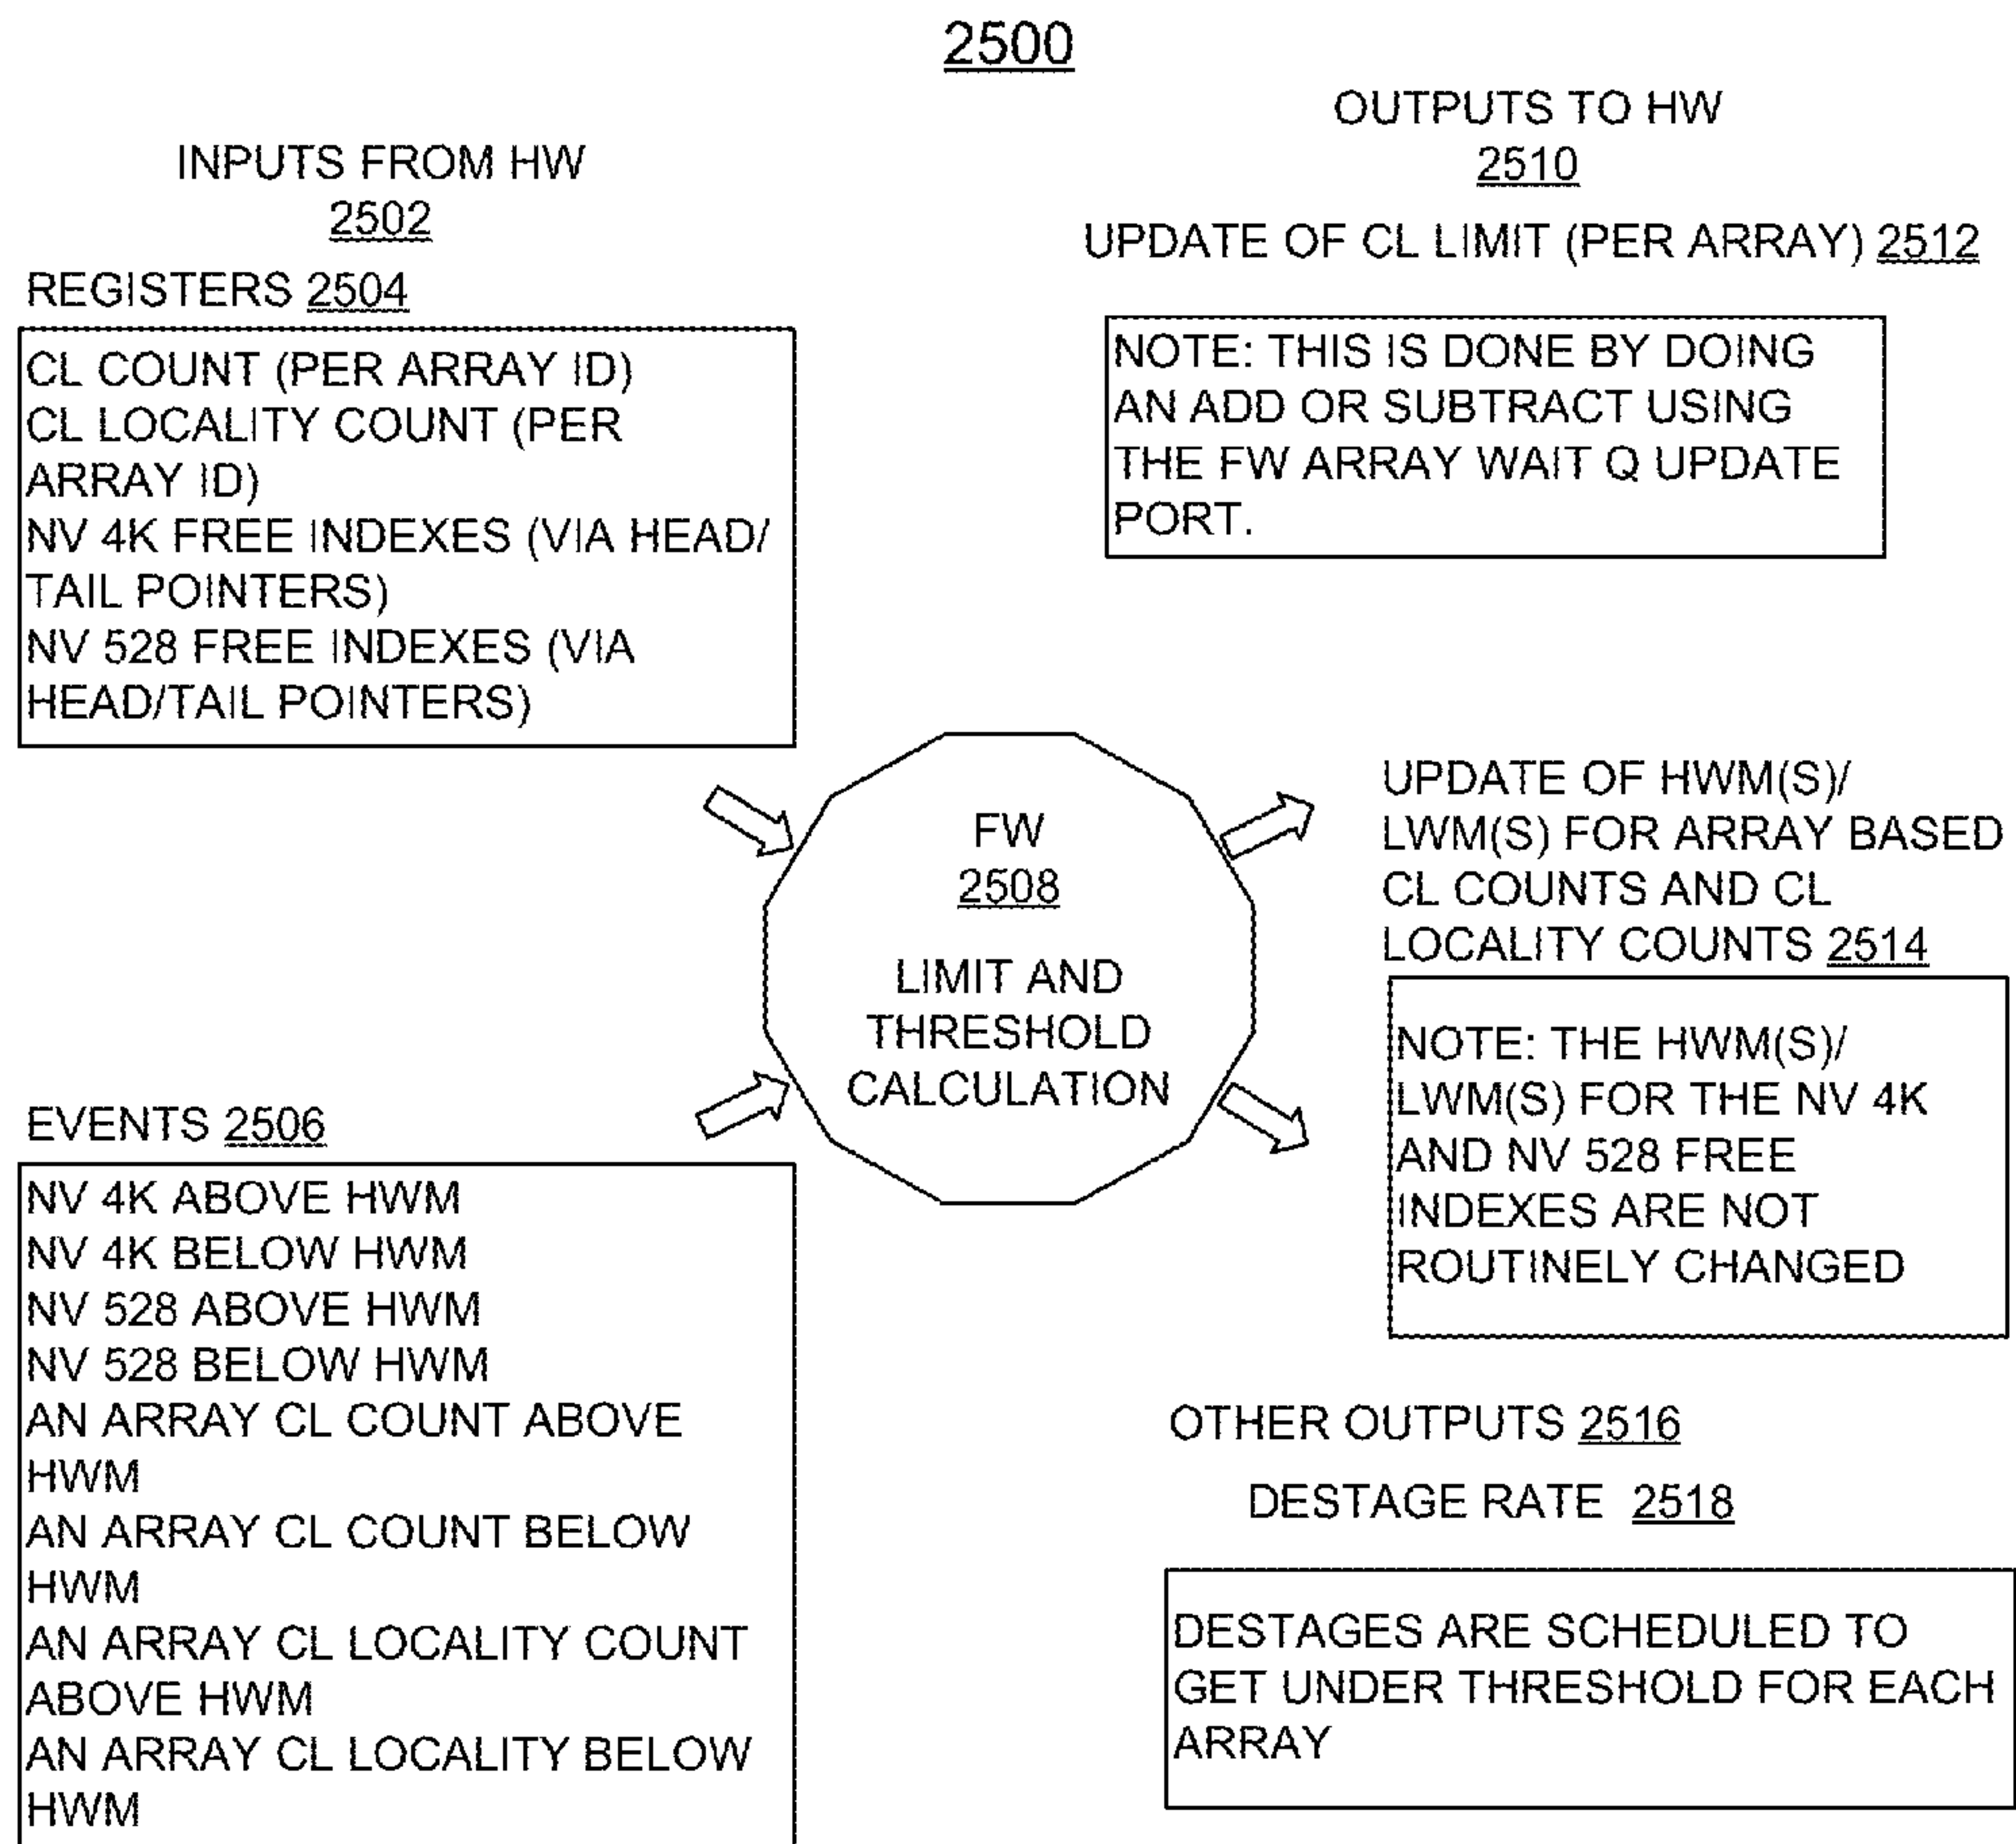 2500
INPUTS FROM HW
2502
REGISTERS 2504
CL COUNT (PER ARRAY ID)
CL LOCALITY COUNT (PER
ARRAY ID)
NV 4K FREE INDEXES (VIA HEAD/
TAIL POINTERS)
NV 528 FREE INDEXES (VIA
HEAD/TAIL POINTERS)
EVENTS 2506
NV 4K ABOVE HWM
NV 4K BELOW HWM
NV 528 ABOVE HWM
NV 528 BELOW HWM
AN ARRAY CL COUNT ABOVE
HWM
AN ARRAY CL COUNT BELOW
HWM
AN ARRAY CL LOCALITY COUNT
ABOVE HWM
AN ARRAY CL LOCALITY BELOW
HWM
FW
2508
LIMIT AND
THRESHOLD
CALCULATION
OUTPUTS TO HW
2510
UPDATE OF CL LIMIT (PER ARRAY) 2512
NOTE: THIS IS DONE BY DOING
AN ADD OR SUBTRACT USING
THE FW ARRAY WAIT Q UPDATE
PORT.
UPDATE OF HWM(S)/
LWM(S) FOR ARRAY BASED
CL COUNTS AND CL
LOCALITY COUNTS 2514
NOTE: THE HWM(S)/
LWM(S) FOR THE NV 4K
AND NV 528 FREE
INDEXES ARE NOT
ROUTINELY CHANGED
OTHER OUTPUTS 2516
DESTAGE RATE 2518
DESTAGES ARE SCHEDULED TO
GET UNDER THRESHOLD FOR EACH
ARRAY